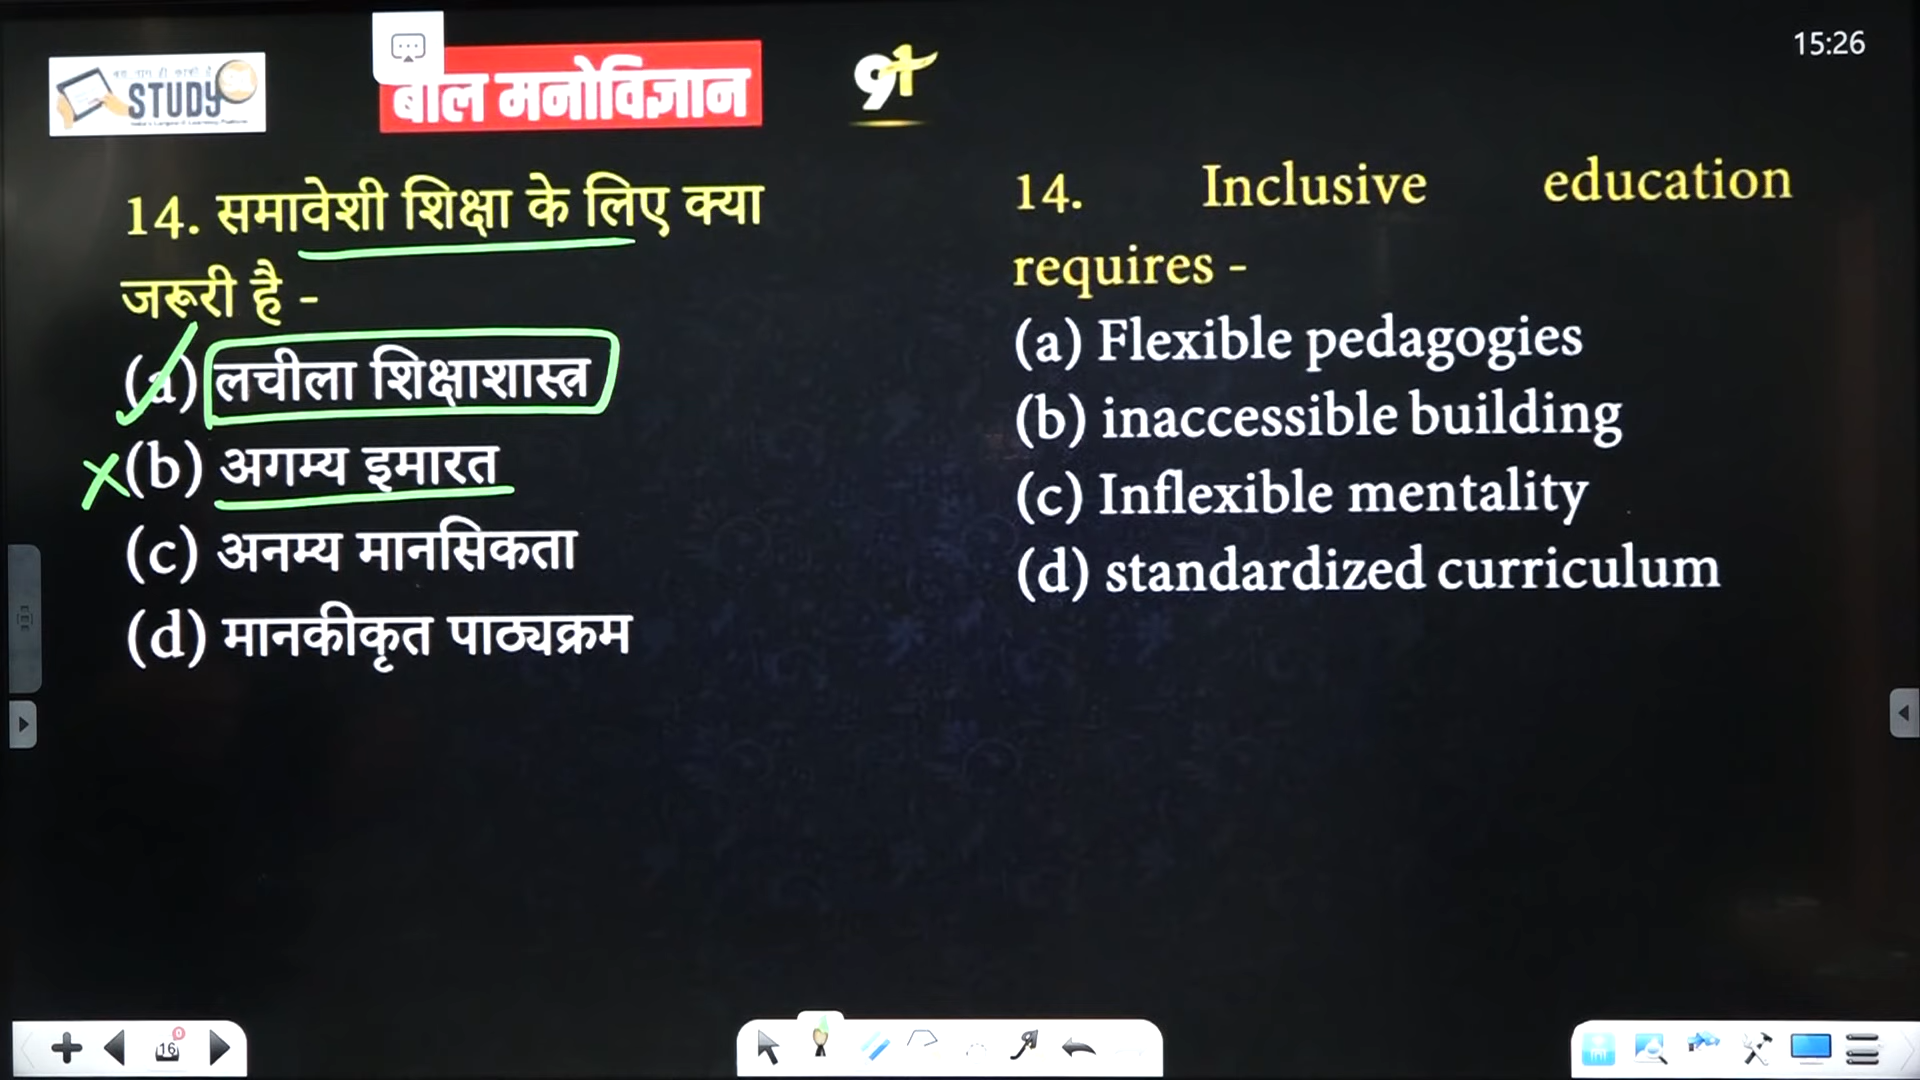 15:26
STUDY
बाल मनोविज्ञान
14. समावेशी शिक्षा के लिए क्या
जरूरी है -
(a) लचीला शिक्षाशास्त्र
(b) अगम्य इमारत
(c) अनम्य मानसिकता
(d) मानकीकृत पाठ्यक्रम
14. Inclusive education
requires -
(a) Flexible pedagogies
(b) inaccessible building
(c) Inflexible mentality
(d) standardized curriculum
16